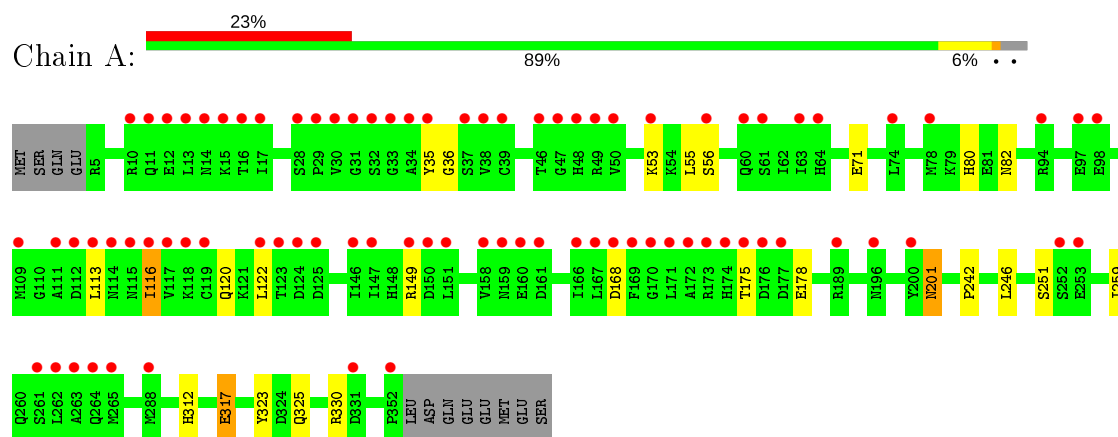 23%
Chain A:
89% 6% • •
MET SER GLN GLU R5 R10 Q11 E12 L13 N14 K15 T16 I17 S28 P29 V30 G31 S32 G33 A34 Y35 G36 S37 V38 C39 T46 G47 H48 R49 V50 K53 K54 L55 S56 Q60 S61 I62 I63 H64 E71 L74 M78 K79 H80 E81 N82 R94 E97 E98
M109 G110 A111 D112 L113 N114 N115 I116 V117 K118 C119 Q120 K121 L122 T123 D124 D125 I146 I147 H148 R149 D150 L151 V158 N159 E160 D161 I166 L167 D168 F169 G170 L171 A172 R173 H174 T175 D176 D177 E178 R189 N196 Y200 N201 P242 L246 S251 S252 E253 I259
Q260 S261 L262 A263 Q264 M265 M288 H312 E317 Y323 D324 Q325 R330 D331 P352 LEU ASP GLN GLU GLU MET GLU SER